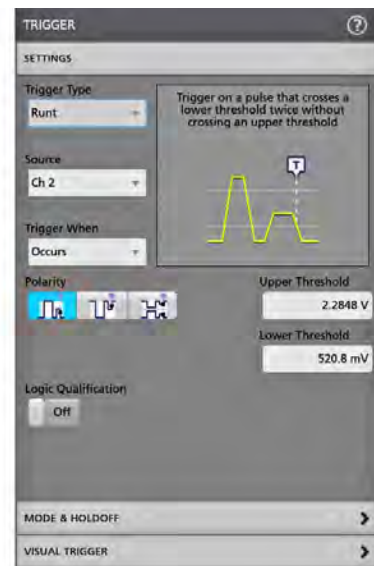 TRIGGER
?
SETTINGS
Trigger Type
Runt
Trigger on a pulse that crosses a
lower threshold twice without
crossing an upper threshold
T
Source
Ch 2
Trigger When
Occurs
Polarity
Upper Threshold
2.2848 V
Lower Threshold
520.8 mV
Logic Qualification
Off
MODE & HOLDOFF
VISUAL TRIGGER